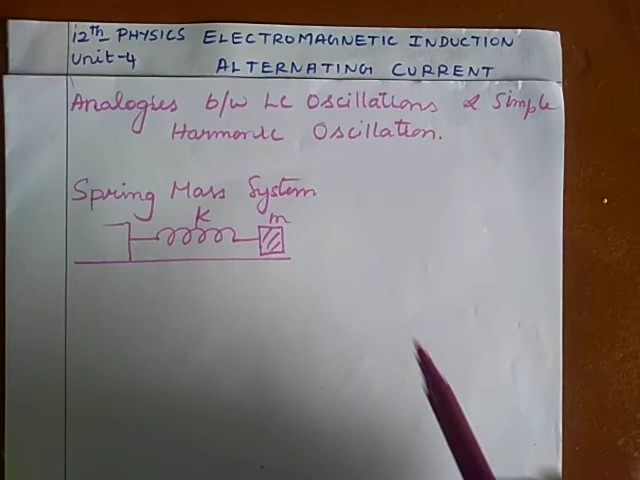 12th PHYSICS ELECTROMAGNETIC INDUCTION
Unit-4 ALTERNATING CURRENT
Analogies b/w LC Oscillations & Simple
Harmonic Oscillation.
Spring Mass System
K m